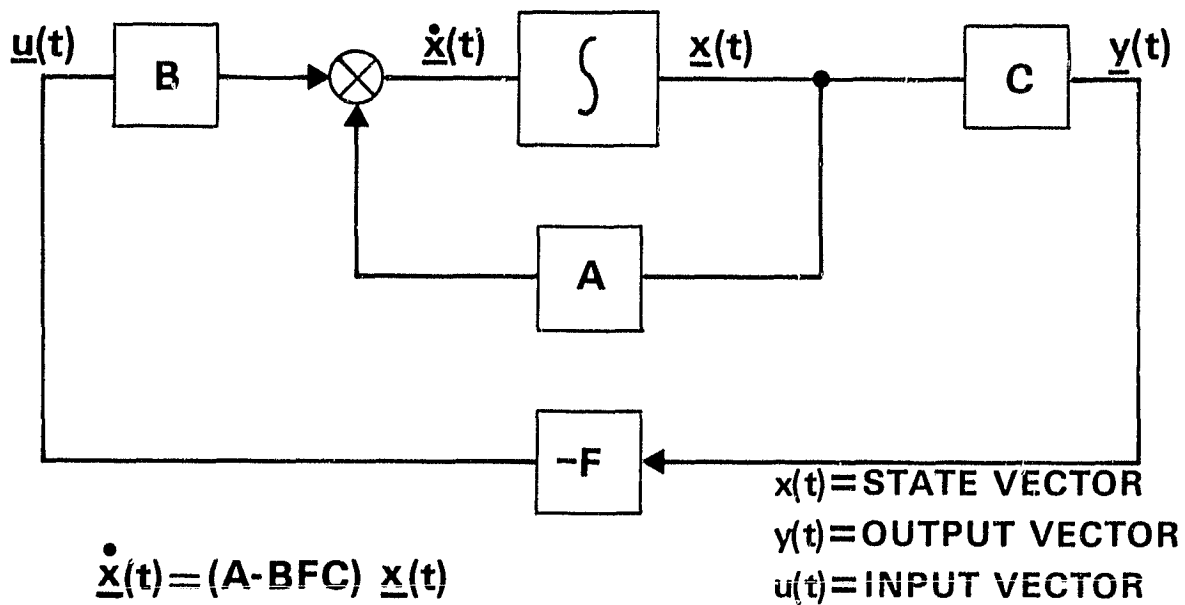 u(t)
B
ẋ(t)
∫
x(t)
C
y(t)
A
-F
x(t)=STATE VECTOR
y(t)=OUTPUT VECTOR
u(t)=INPUT VECTOR
ẋ(t)=(A-BFC) x(t)